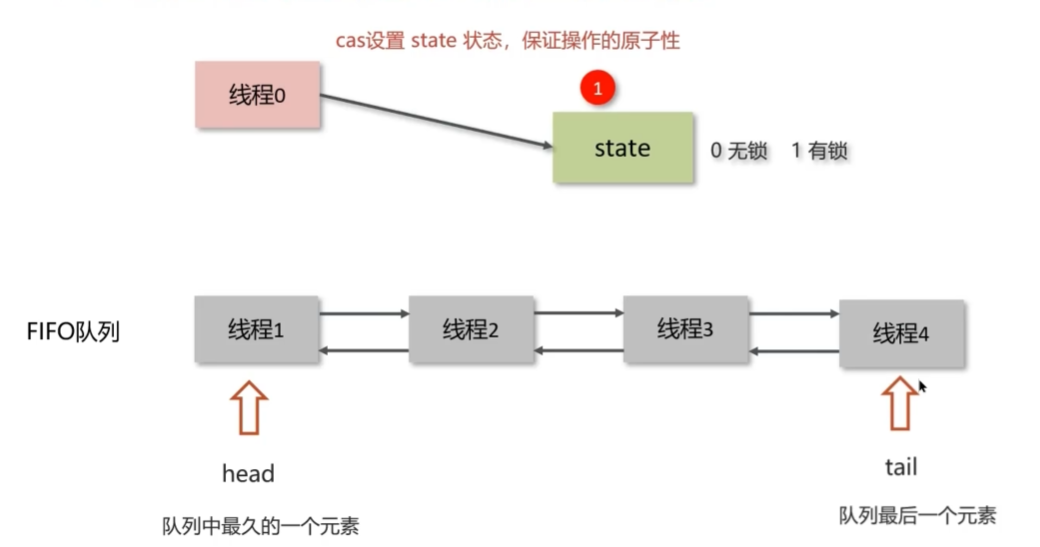 cas设置 state 状态，保证操作的原子性
线程0
1
state
0 无锁 1 有锁
FIFO队列
线程1
线程2
线程3
线程4
head
tail
队列中最久的一个元素
队列最后一个元素